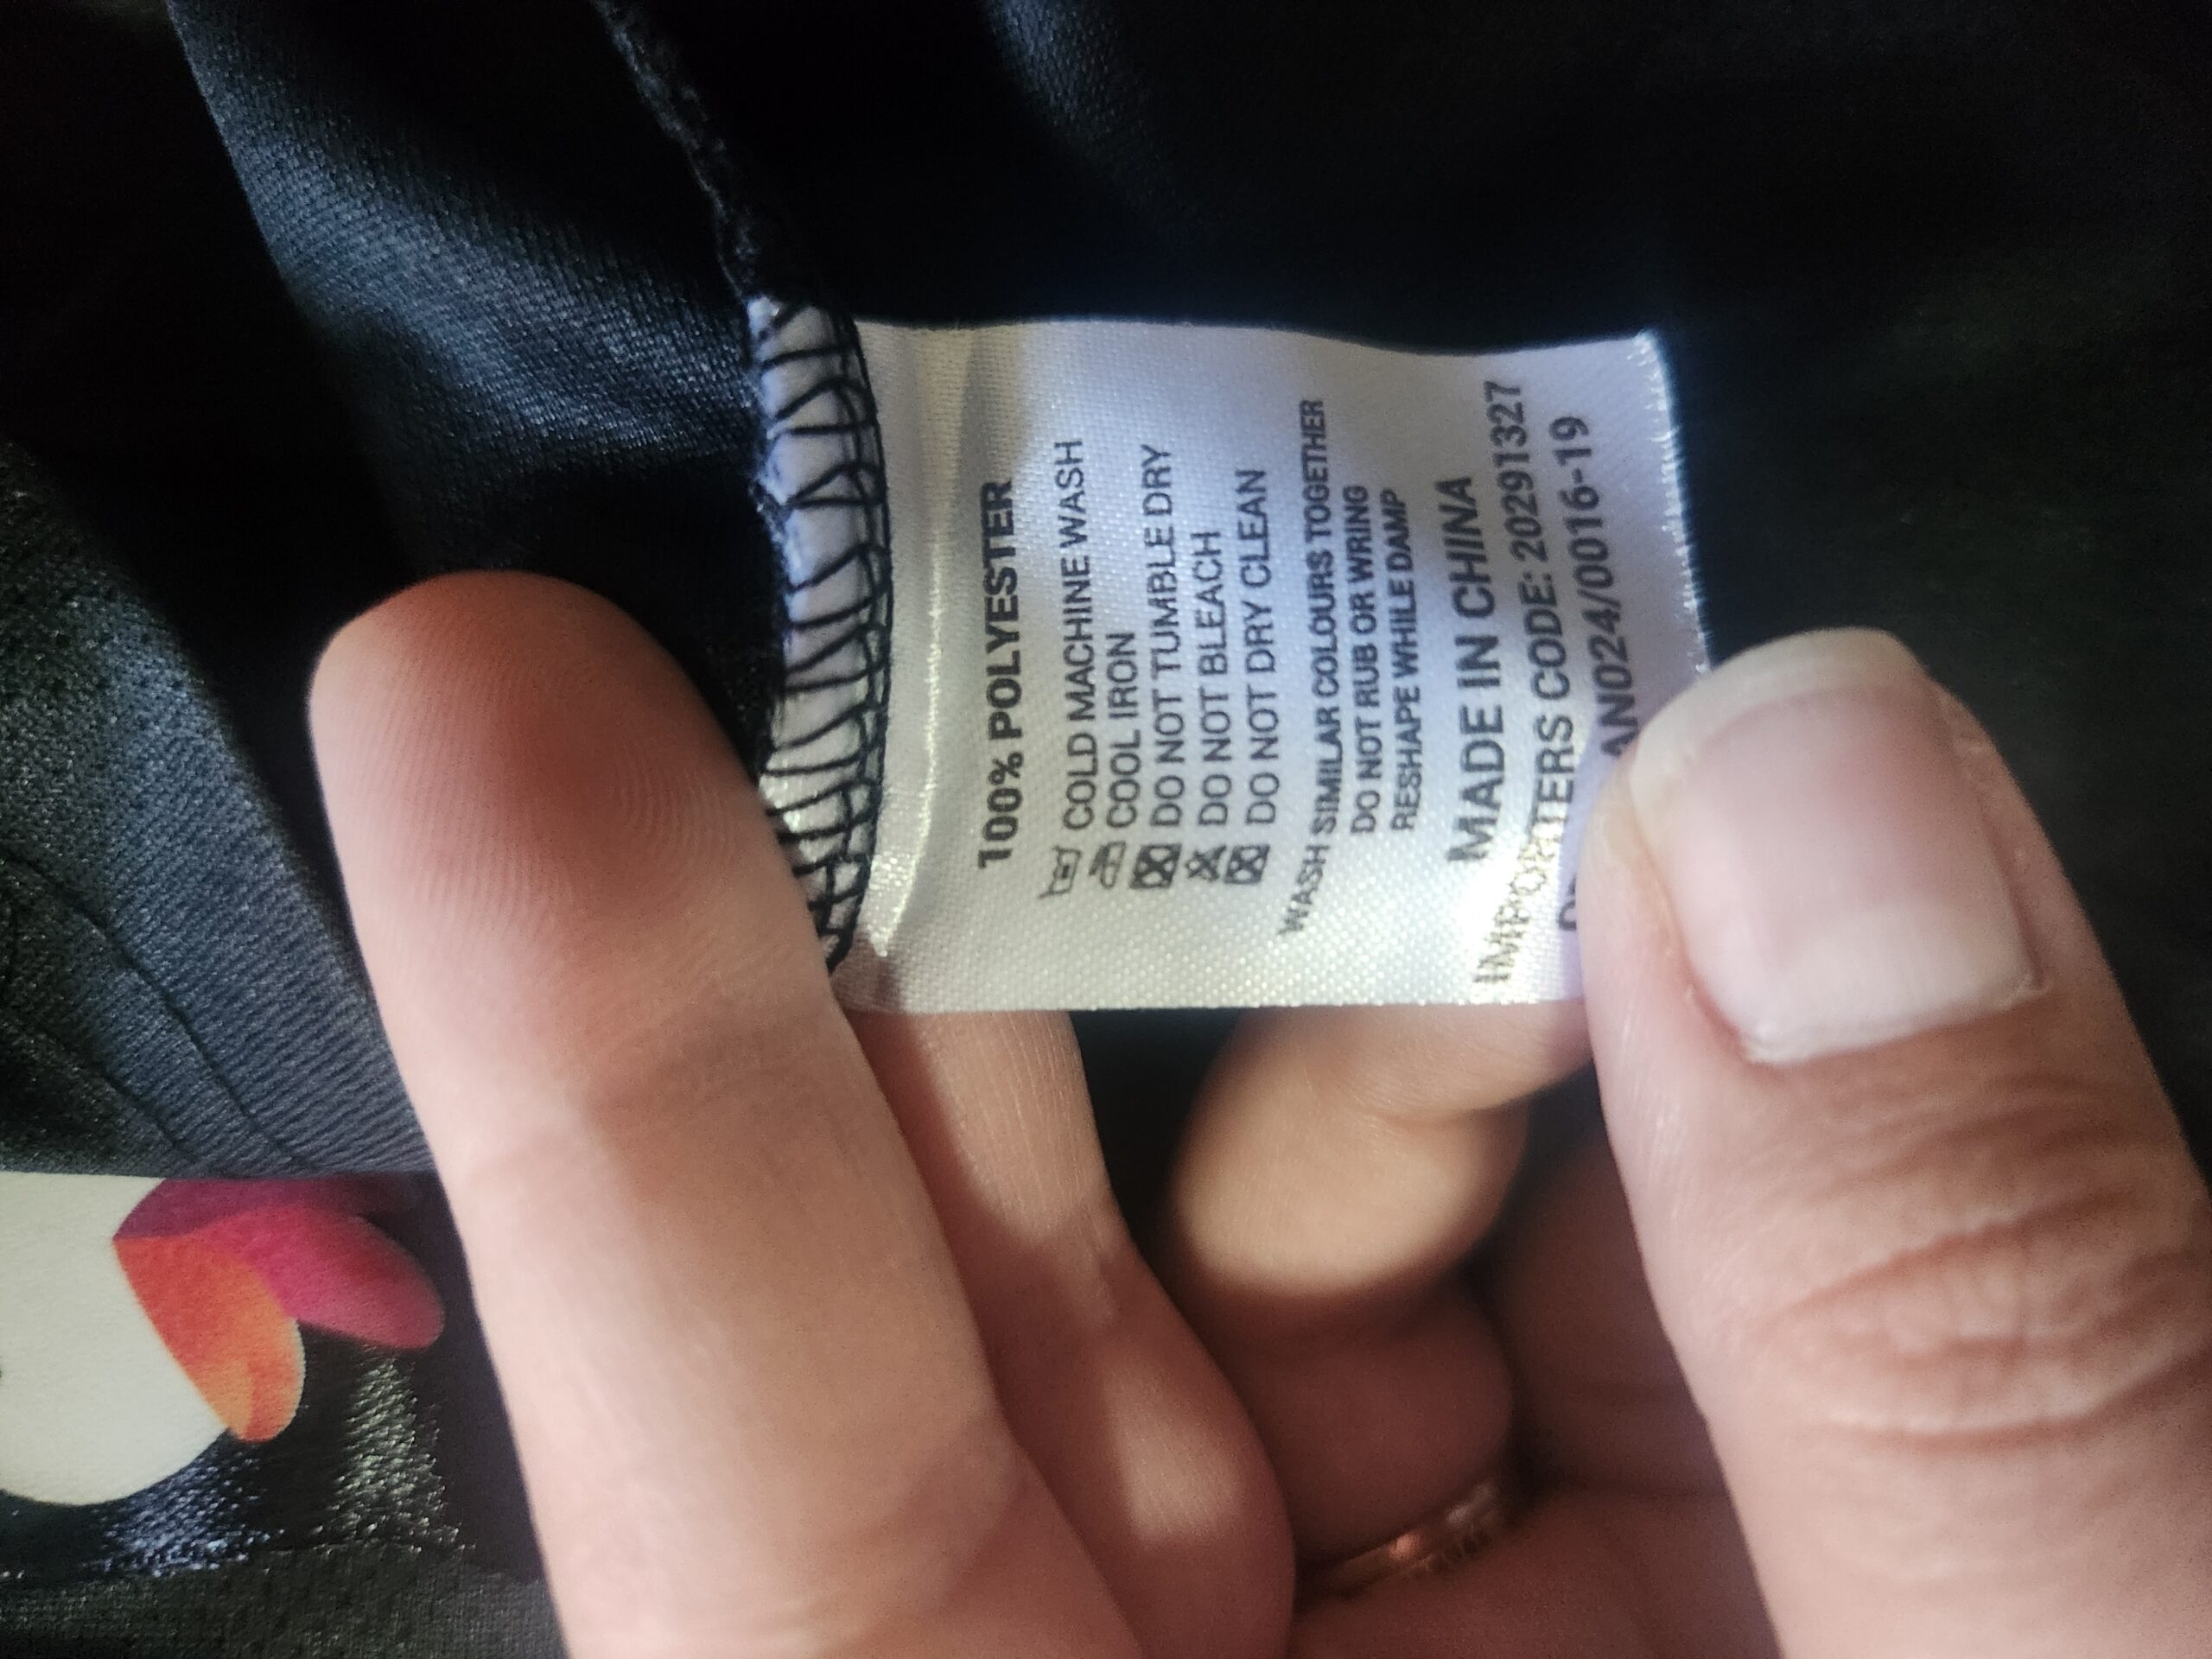 100% POLYESTER
COLD MACHINE WASH
COOL IRON
DO NOT TUMBLE DRY
DO NOT BLEACH
DO NOT DRY CLEAN
WASH SIMILAR COLOURS TOGETHER
DO NOT RUB OR WRING
RESHAPE WHILE DAMP
MADE IN CHINA
IMPORTERS CODE: 20291327
AN024/00016-19